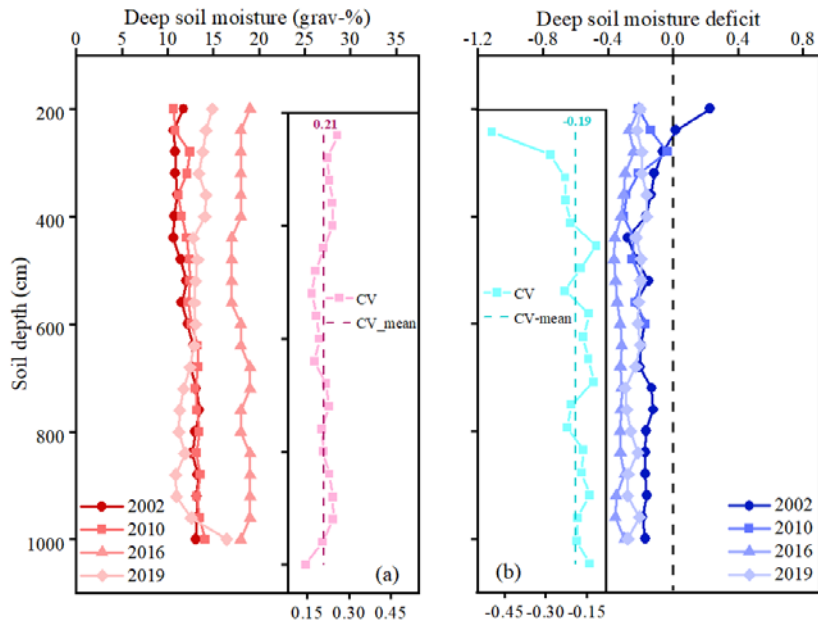 Deep soil moisture (grav-%)
0 5 10 15 20 25 30 35
Deep soil moisture deficit
-1.2 -0.8 -0.4 0.0 0.4 0.8
Soil depth (cm)
200
400
600
800
1000
0.21
CV
CV_mean
2002
2010
2016
2019
(a)
0.15 0.30 0.45
-0.19
CV
CV-mean
(b)
2002
2010
2016
2019
-0.45 -0.30 -0.15